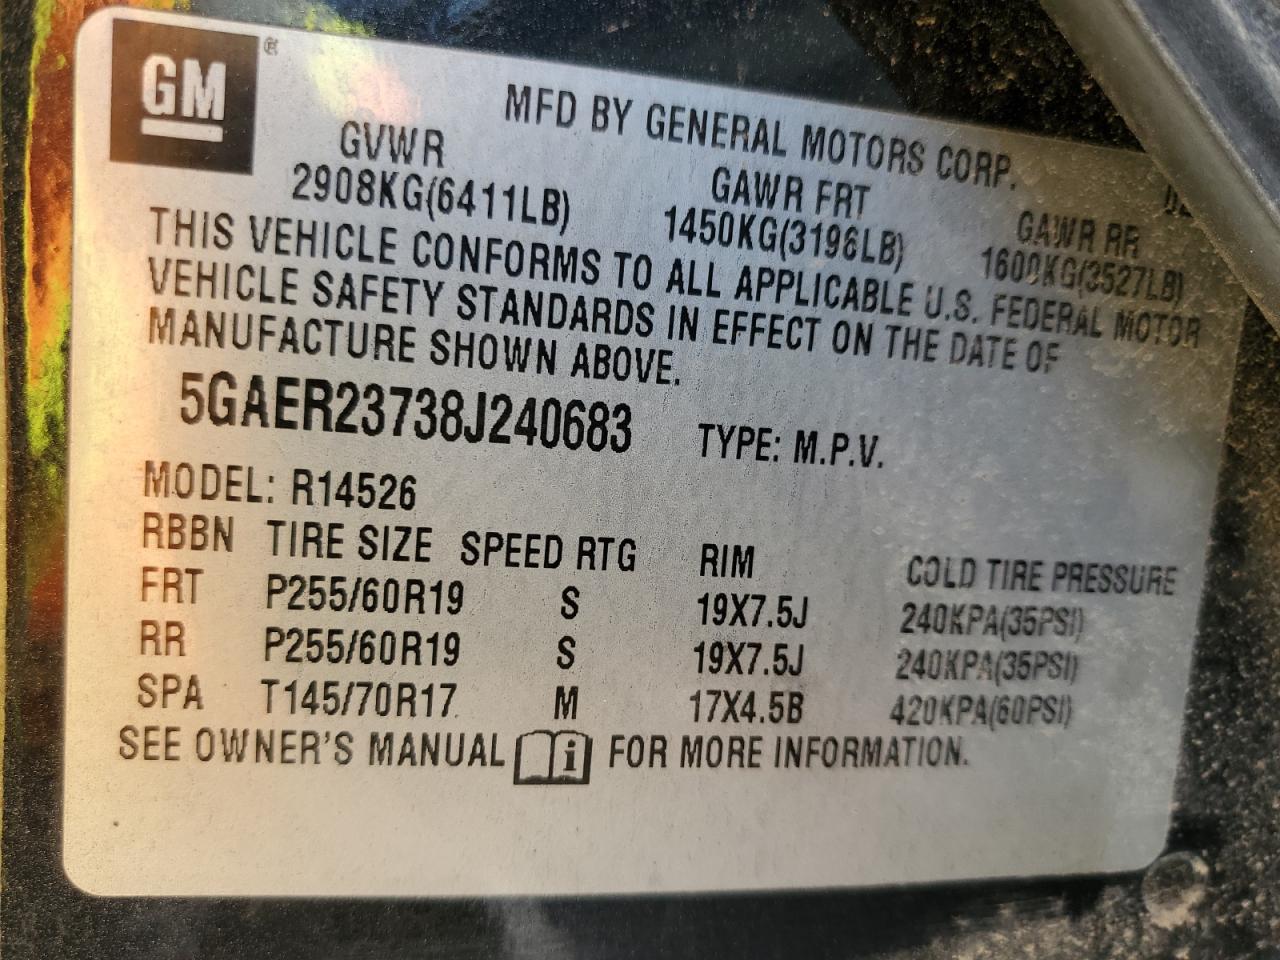 GM ®
MFD BY GENERAL MOTORS CORP.
GVWR GAWR FRT GAWR RR
2908KG(6411LB) 1450KG(3196LB) 1600KG(3527LB)
THIS VEHICLE CONFORMS TO ALL APPLICABLE U.S. FEDERAL MOTOR
VEHICLE SAFETY STANDARDS IN EFFECT ON THE DATE OF
MANUFACTURE SHOWN ABOVE.
5GAER23738J240683 TYPE: M.P.V.
MODEL: R14526
RBBN TIRE SIZE SPEED RTG RIM COLD TIRE PRESSURE
FRT P255/60R19 S 19X7.5J 240KPA(35PSI)
RR P255/60R19 S 19X7.5J 240KPA(35PSI)
SPA T145/70R17 M 17X4.5B 420KPA(60PSI)
SEE OWNER'S MANUAL i FOR MORE INFORMATION.